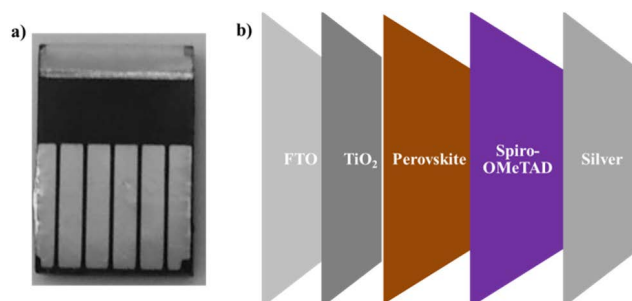 a)
b)
FTO
TiO₂
Perovskite
Spiro-
OMeTAD
Silver